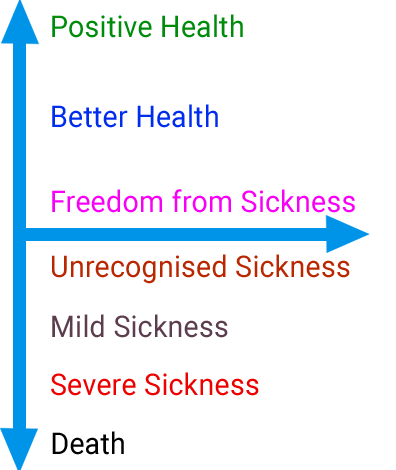 Positive Health
Better Health
Freedom from Sickness
Unrecognised Sickness
Mild Sickness
Severe Sickness
Death